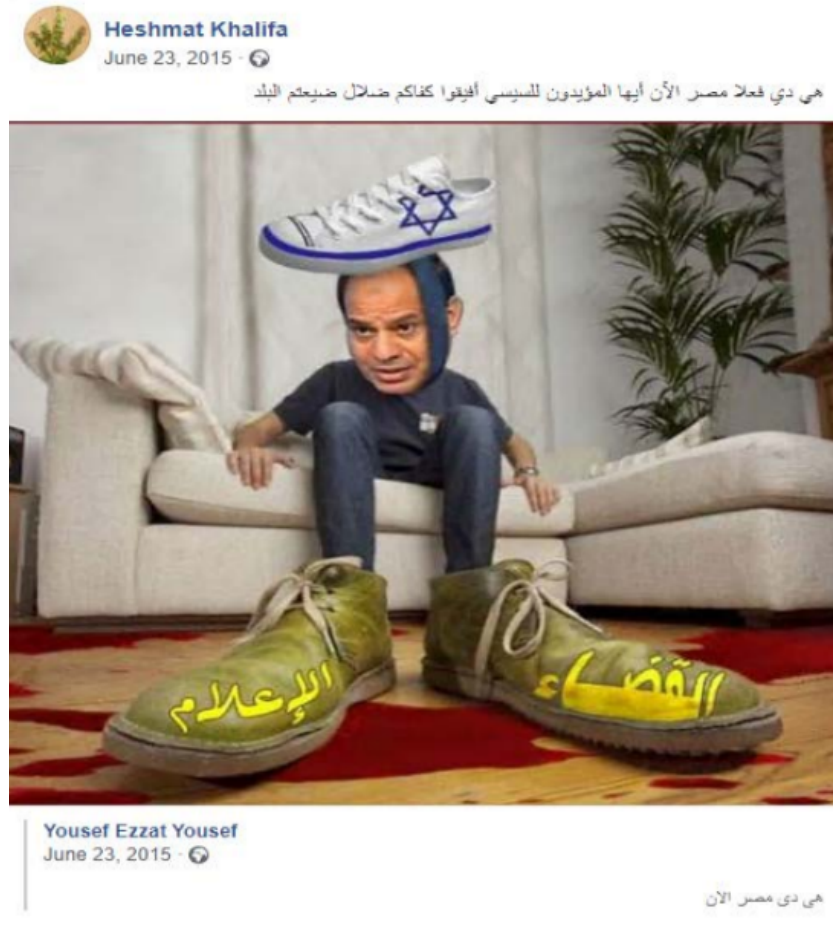 Heshmat Khalifa
June 23, 2015 ·
هي دي فعلا مصر الأن أيها المؤيدون للسيسي أفيقوا كفاكم ضلال ضيعتم البلد
الإعلام
القضاء
Yousef Ezzat Yousef
June 23, 2015 ·
هى دى مصر الان